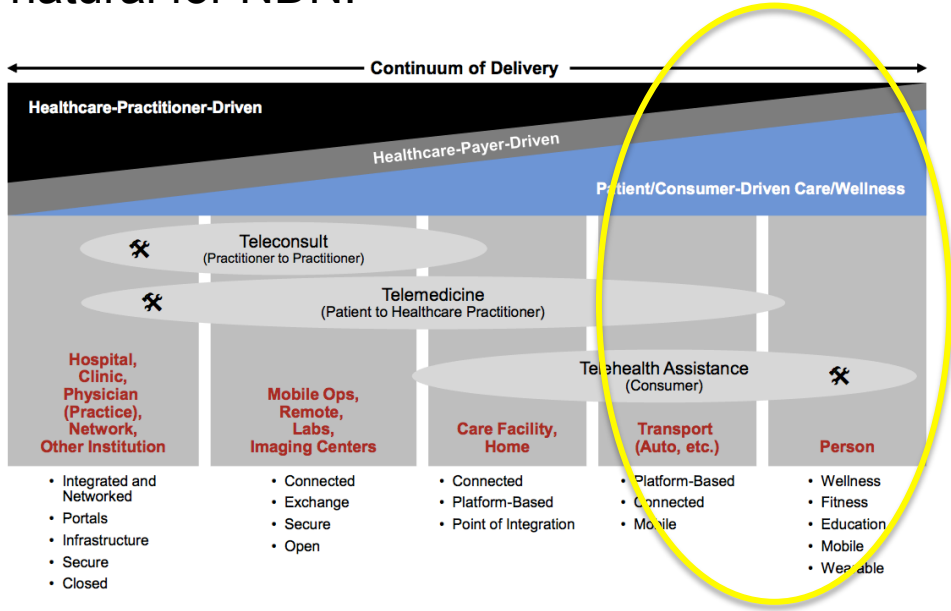 natural for NDN.
Continuum of Delivery
Healthcare-Practitioner-Driven
Healthcare-Payer-Driven
Patient/Consumer-Driven Care/Wellness
Teleconsult
(Practitioner to Practitioner)
Telemedicine
(Patient to Healthcare Practitioner)
Telehealth Assistance
(Consumer)
Hospital,
Clinic,
Physician
(Practice),
Network,
Other Institution
Mobile Ops,
Remote,
Labs,
Imaging Centers
Care Facility,
Home
Transport
(Auto, etc.)
Person
• Integrated and
Networked
• Portals
• Infrastructure
• Secure
• Closed
• Connected
• Exchange
• Secure
• Open
• Connected
• Platform-Based
• Point of Integration
• Platform-Based
• Connected
• Mobile
• Wellness
• Fitness
• Education
• Mobile
• Wearable